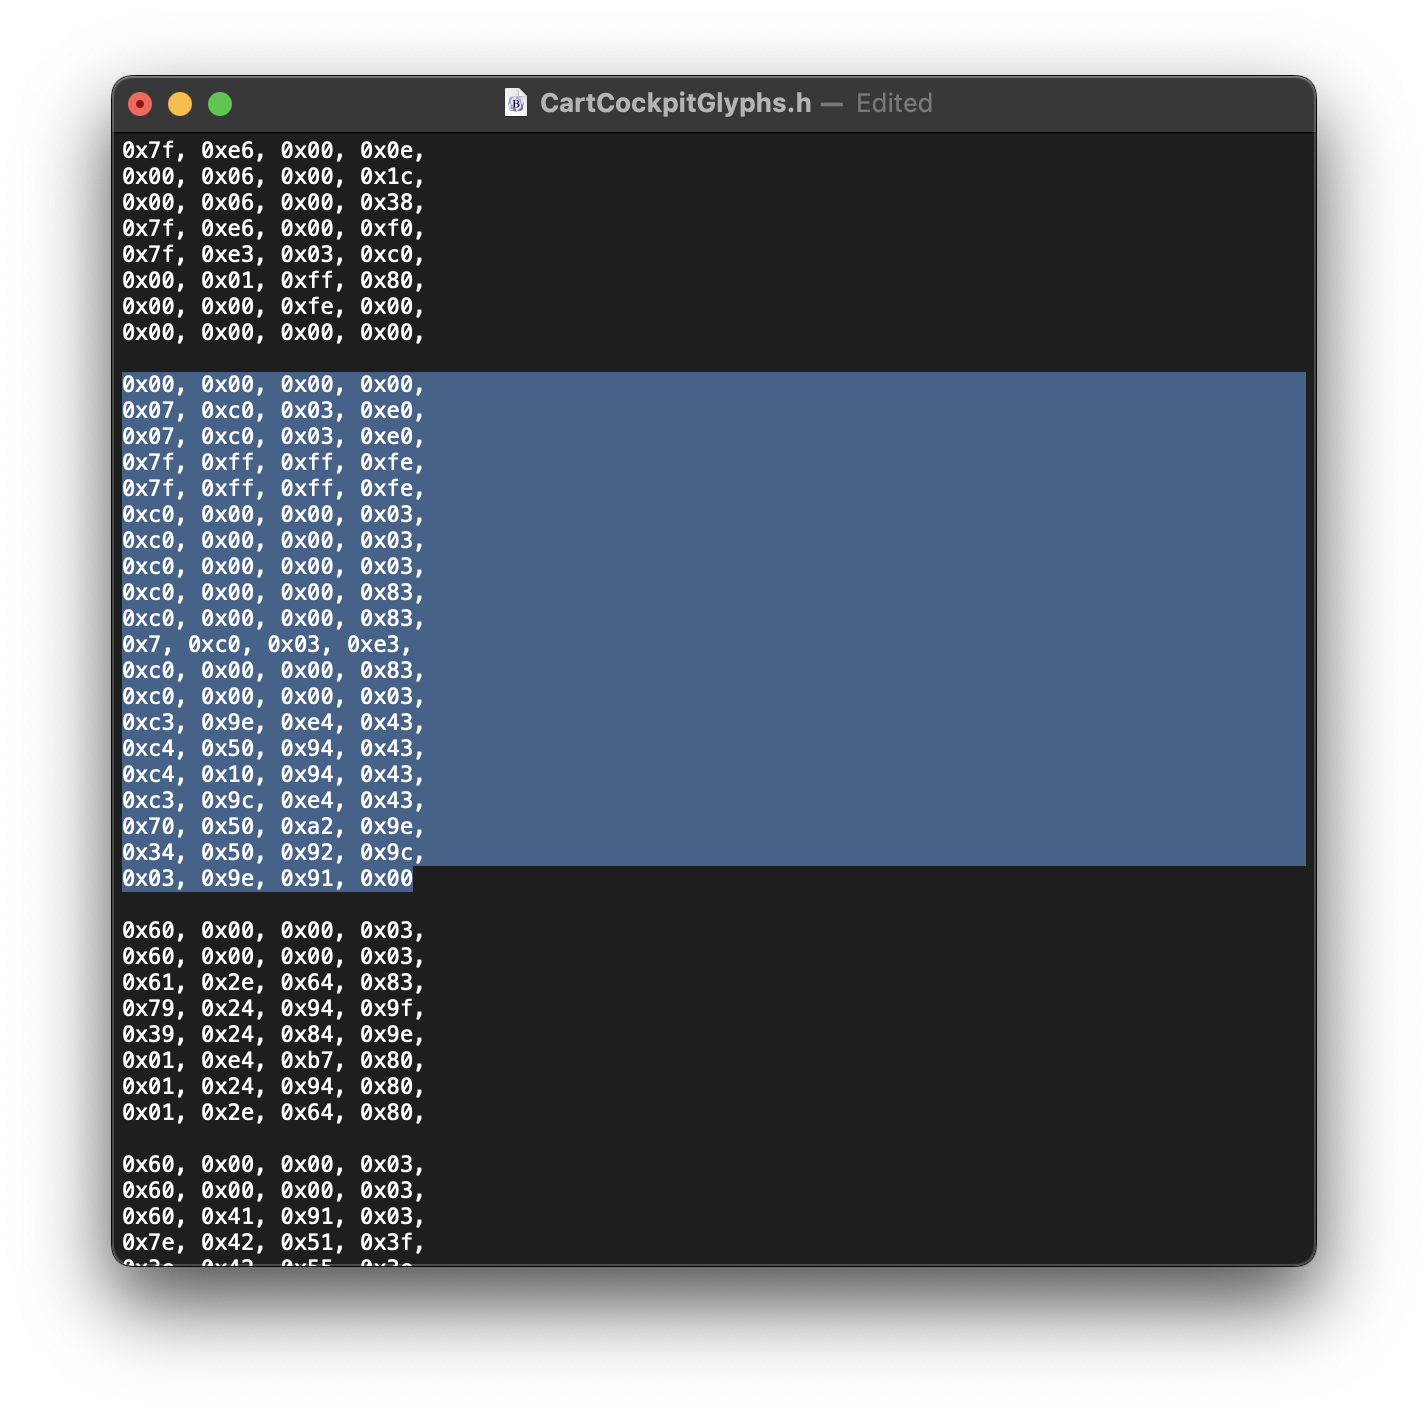 CartCockpitGlyphs.h — Edited
0x7f, 0xe6, 0x00, 0x0e,
0x00, 0x06, 0x00, 0x1c,
0x00, 0x06, 0x00, 0x38,
0x7f, 0xe6, 0x00, 0xf0,
0x7f, 0xe3, 0x03, 0xc0,
0x00, 0x01, 0xff, 0x80,
0x00, 0x00, 0xfe, 0x00,
0x00, 0x00, 0x00, 0x00,
0x00, 0x00, 0x00, 0x00,
0x07, 0xc0, 0x03, 0xe0,
0x07, 0xc0, 0x03, 0xe0,
0x7f, 0xff, 0xff, 0xfe,
0x7f, 0xff, 0xff, 0xfe,
0xc0, 0x00, 0x00, 0x03,
0xc0, 0x00, 0x00, 0x03,
0xc0, 0x00, 0x00, 0x03,
0xc0, 0x00, 0x00, 0x83,
0xc0, 0x00, 0x00, 0x83,
0x7, 0xc0, 0x03, 0xe3,
0xc0, 0x00, 0x00, 0x83,
0xc0, 0x00, 0x00, 0x03,
0xc3, 0x9e, 0xe4, 0x43,
0xc4, 0x50, 0x94, 0x43,
0xc4, 0x10, 0x94, 0x43,
0xc3, 0x9c, 0xe4, 0x43,
0x70, 0x50, 0xa2, 0x9e,
0x34, 0x50, 0x92, 0x9c,
0x03, 0x9e, 0x91, 0x00
0x60, 0x00, 0x00, 0x03,
0x60, 0x00, 0x00, 0x03,
0x61, 0x2e, 0x64, 0x83,
0x79, 0x24, 0x94, 0x9f,
0x39, 0x24, 0x84, 0x9e,
0x01, 0xe4, 0xb7, 0x80,
0x01, 0x24, 0x94, 0x80,
0x01, 0x2e, 0x64, 0x80,
0x60, 0x00, 0x00, 0x03,
0x60, 0x00, 0x00, 0x03,
0x60, 0x41, 0x91, 0x03,
0x7e, 0x42, 0x51, 0x3f,